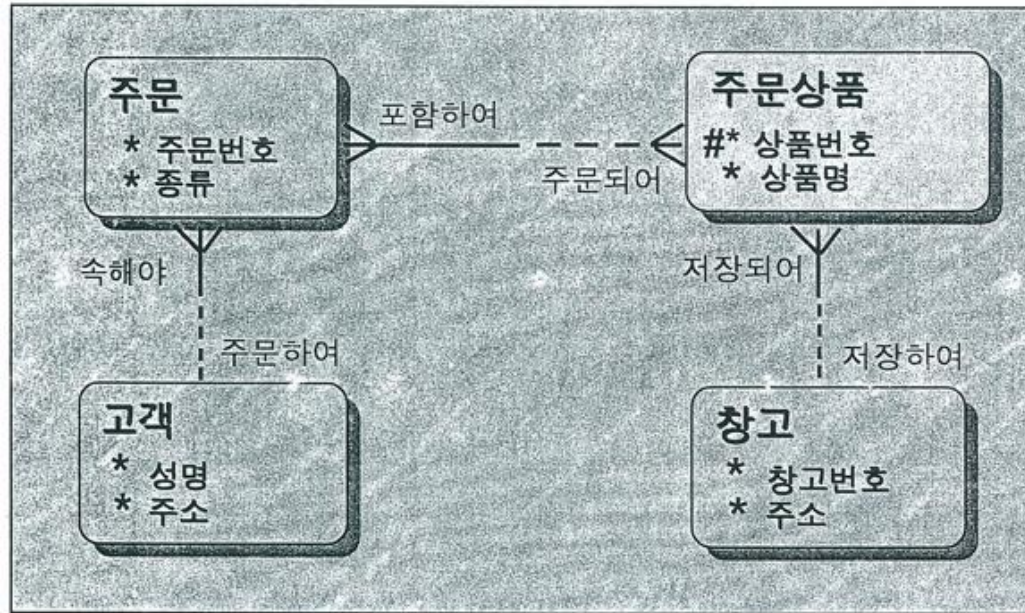 주문
* 주문번호
* 종류
포함하여
주문되어
주문상품
#* 상품번호
* 상품명
속해야
주문하여
저장되어
저장하여
고객
* 성명
* 주소
창고
* 창고번호
* 주소